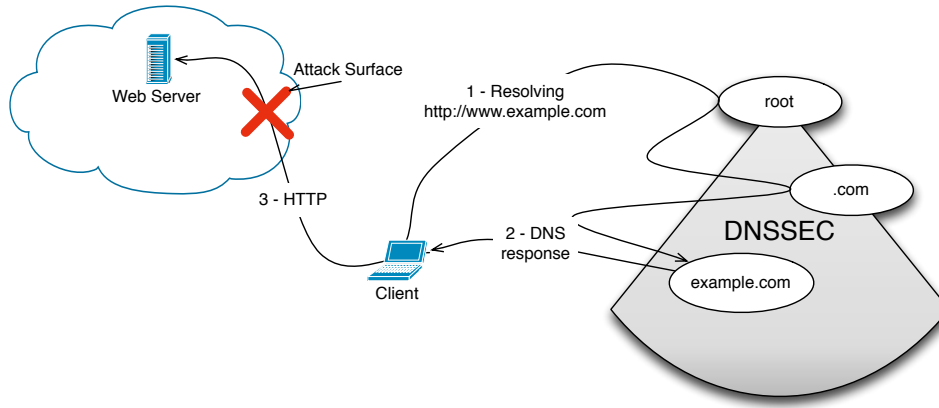 Attack Surface
Web Server
1 - Resolving
http://www.example.com
root
.com
3 - HTTP
2 - DNS
response
DNSSEC
example.com
Client